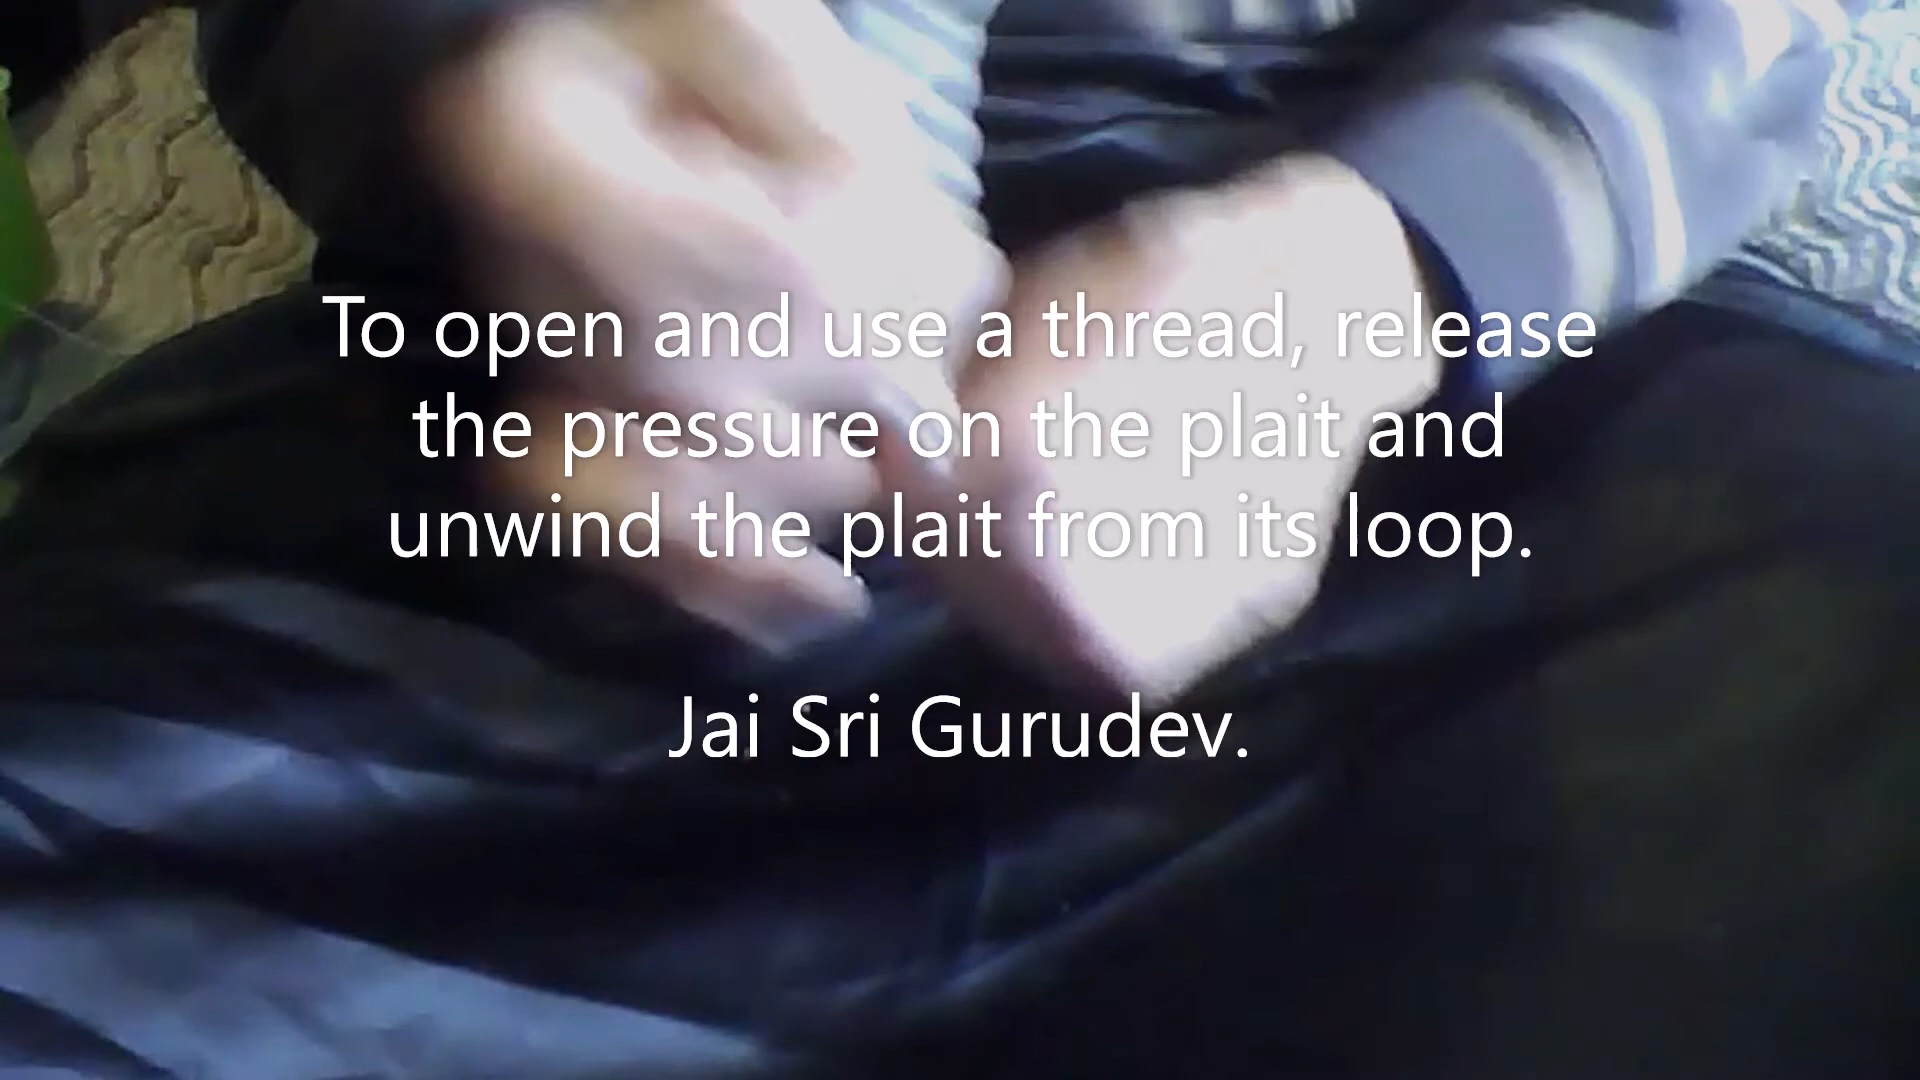 To open and use a thread, release
the pressure on the plait and
unwind the plait from its loop.
Jai Sri Gurudev.